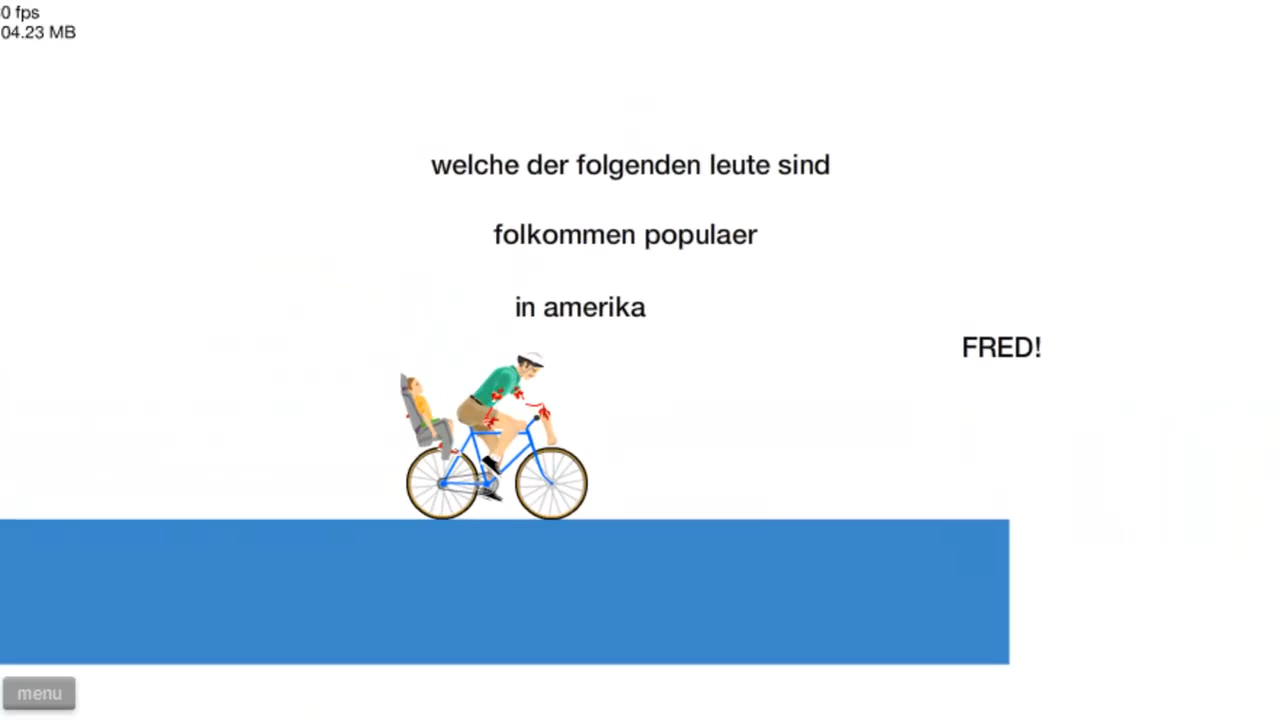 0 fps
04.23 MB
welche der folgenden leute sind
folkommen populaer
in amerika
FRED!
menu